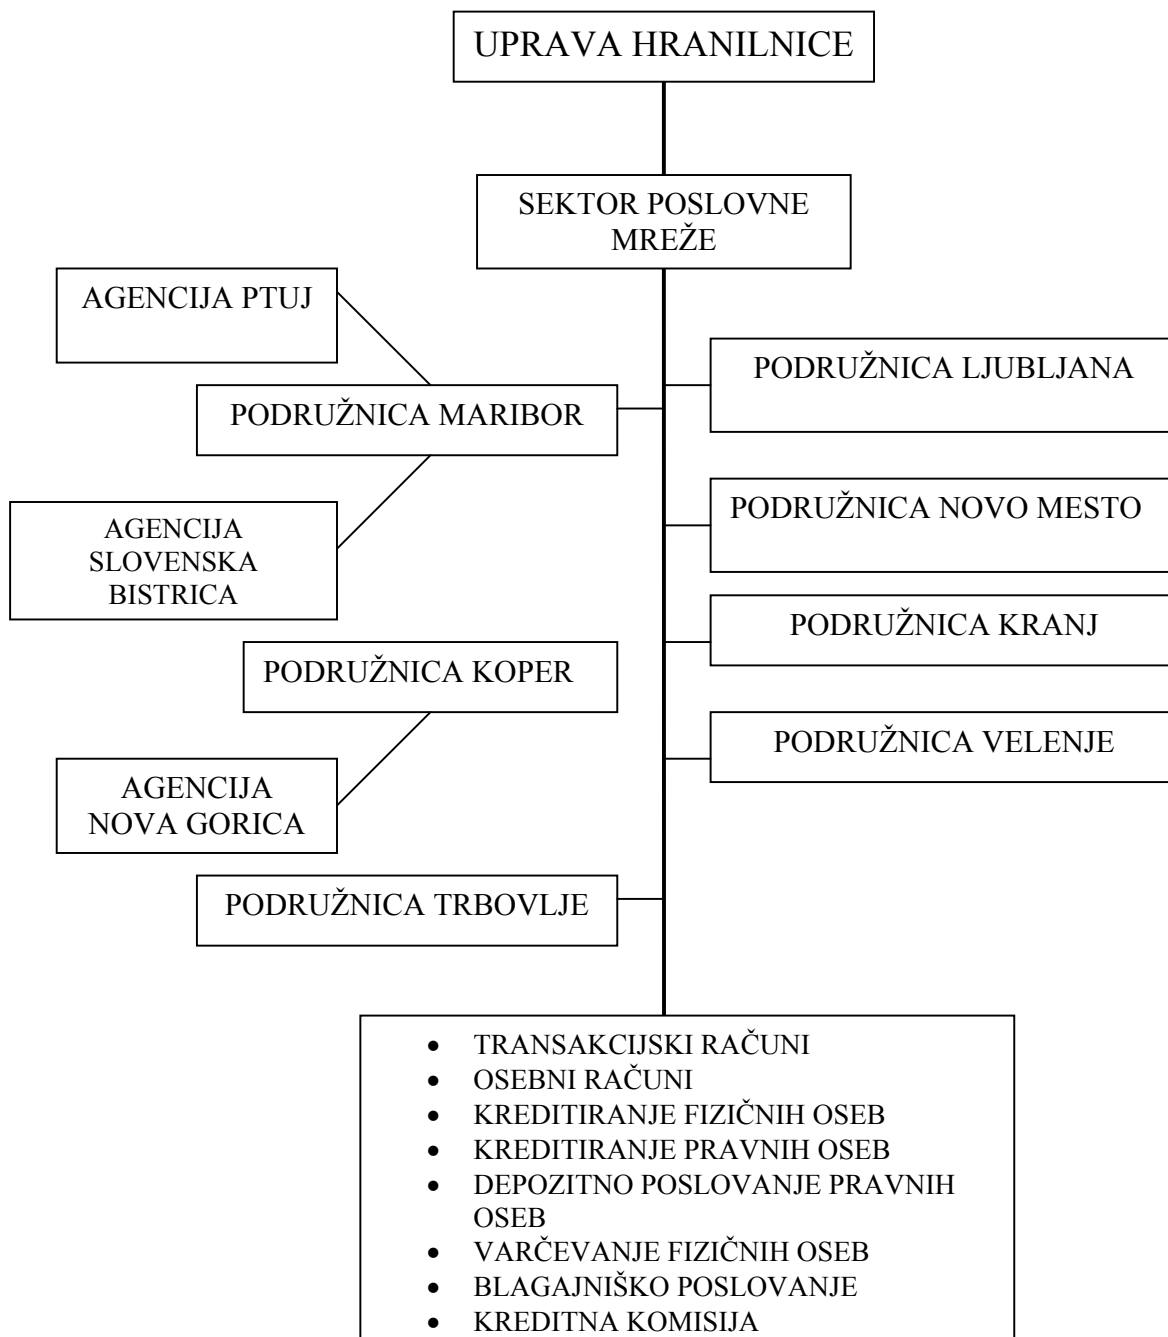 UPRAVA HRANILNICE
SEKTOR POSLOVNE
MREŽE
AGENCIJA PTUJ
PODRUŽNICA LJUBLJANA
PODRUŽNICA MARIBOR
PODRUŽNICA NOVO MESTO
AGENCIJA
SLOVENSKA
BISTRICA
PODRUŽNICA KRANJ
PODRUŽNICA KOPER
PODRUŽNICA VELENJE
AGENCIJA
NOVA GORICA
PODRUŽNICA TRBOVLJE
• TRANSAKCIJSKI RAČUNI
• OSEBNI RAČUNI
• KREDITIRANJE FIZIČNIH OSEB
• KREDITIRANJE PRAVNIH OSEB
• DEPOZITNO POSLOVANJE PRAVNIH
OSEB
• VARČEVANJE FIZIČNIH OSEB
• BLAGAJNIŠKO POSLOVANJE
• KREDITNA KOMISIJA